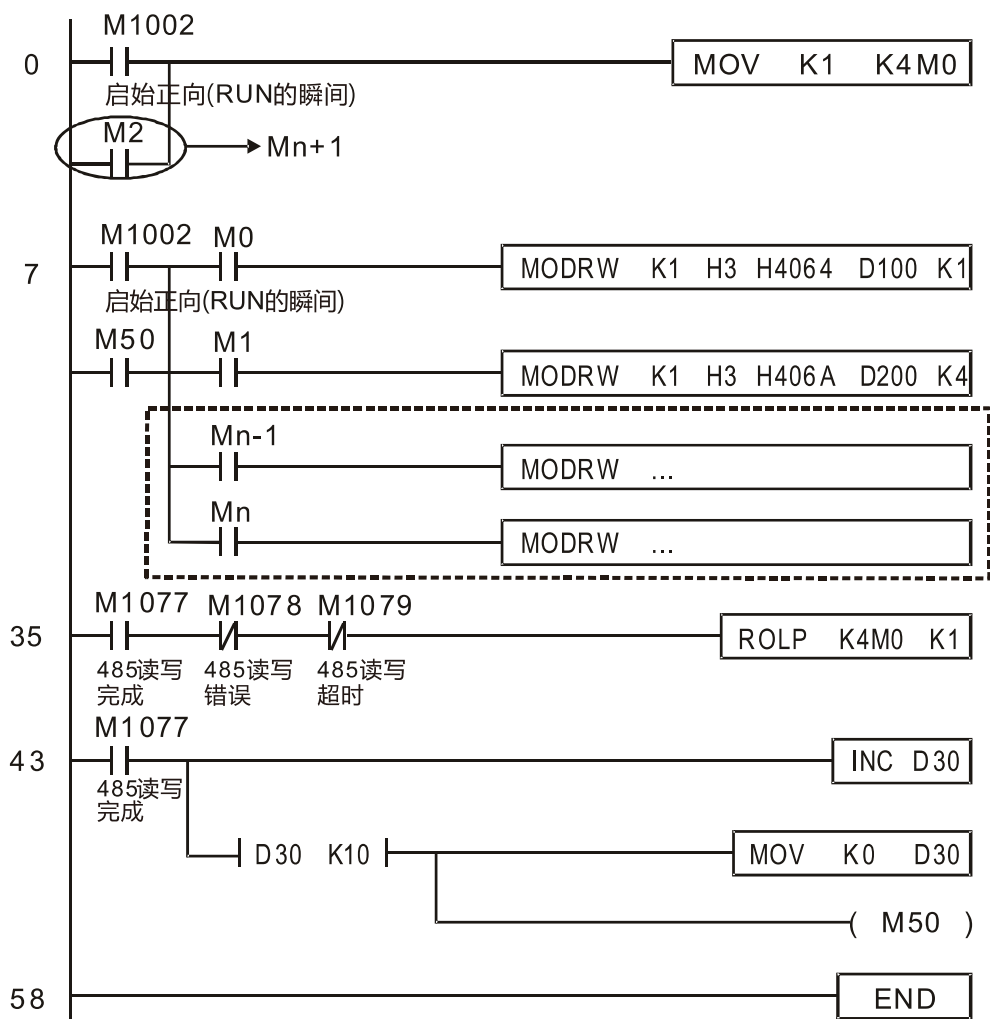 M1002
0
MOV K1 K4M0
启始正向(RUN的瞬间)
M2
Mn+1
M1002 M0
7
MODRW K1 H3 H4064 D100 K1
启始正向(RUN的瞬间)
M50 M1
MODRW K1 H3 H406A D200 K4
Mn-1
MODRW ...
Mn
MODRW ...
M1077 M1078 M1079
35
ROLP K4M0 K1
485读写 485读写 485读写
完成 错误 超时
M1077
43
INC D30
485读写
完成
D30 K10
MOV K0 D30
( M50 )
58
END